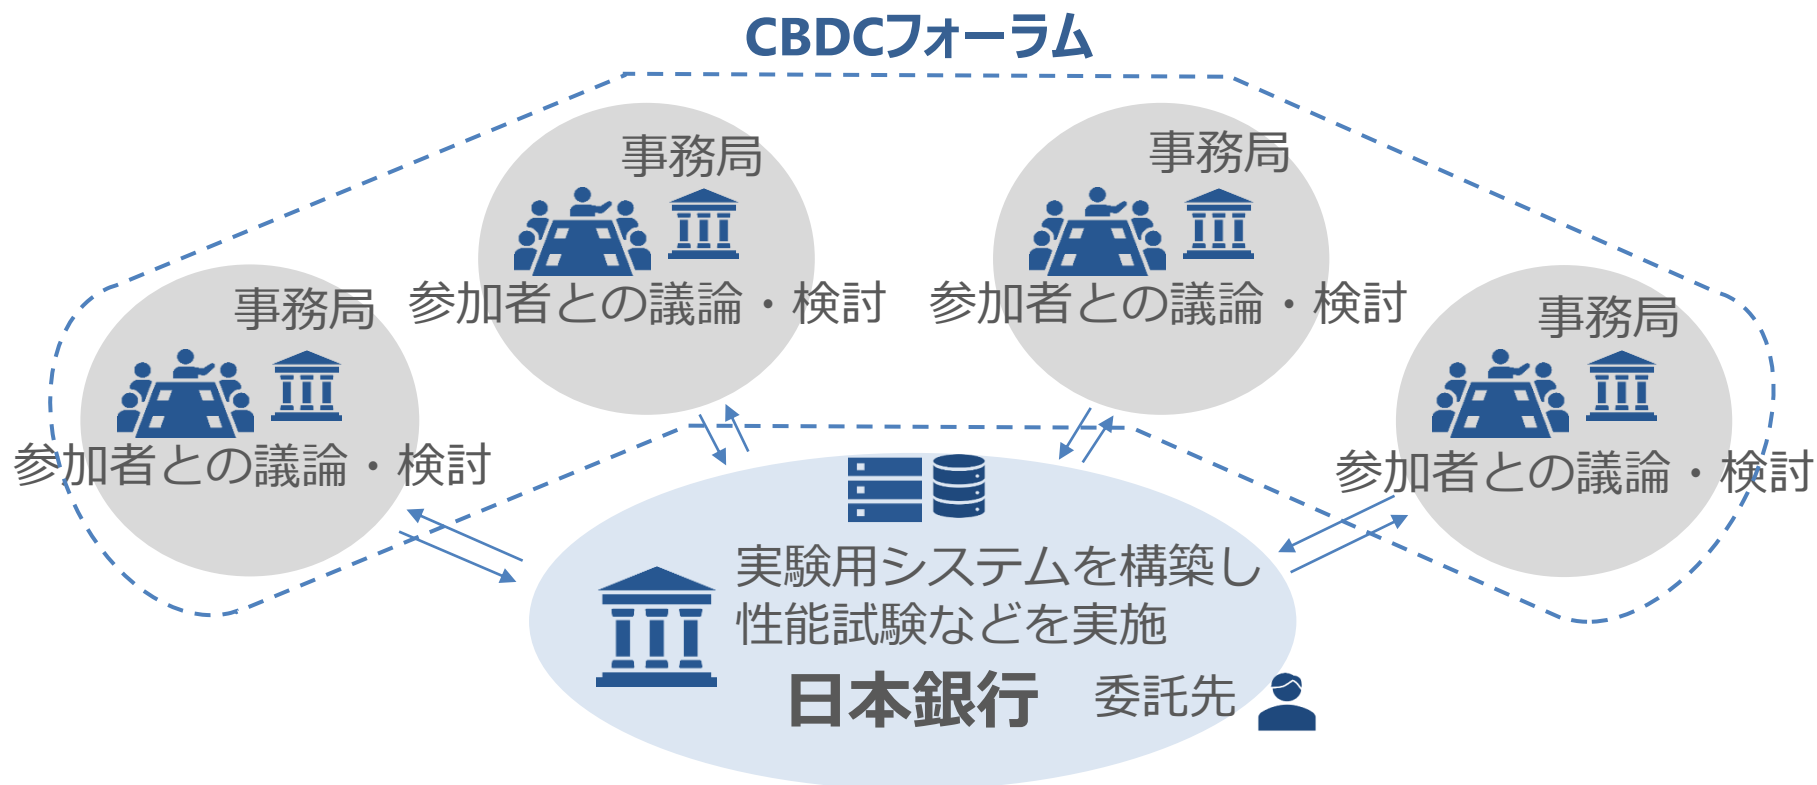 CBDCフォーラム
事務局
参加者との議論・検討
事務局
参加者との議論・検討
事務局
参加者との議論・検討
事務局
参加者との議論・検討
実験用システムを構築し
性能試験などを実施
日本銀行
委託先